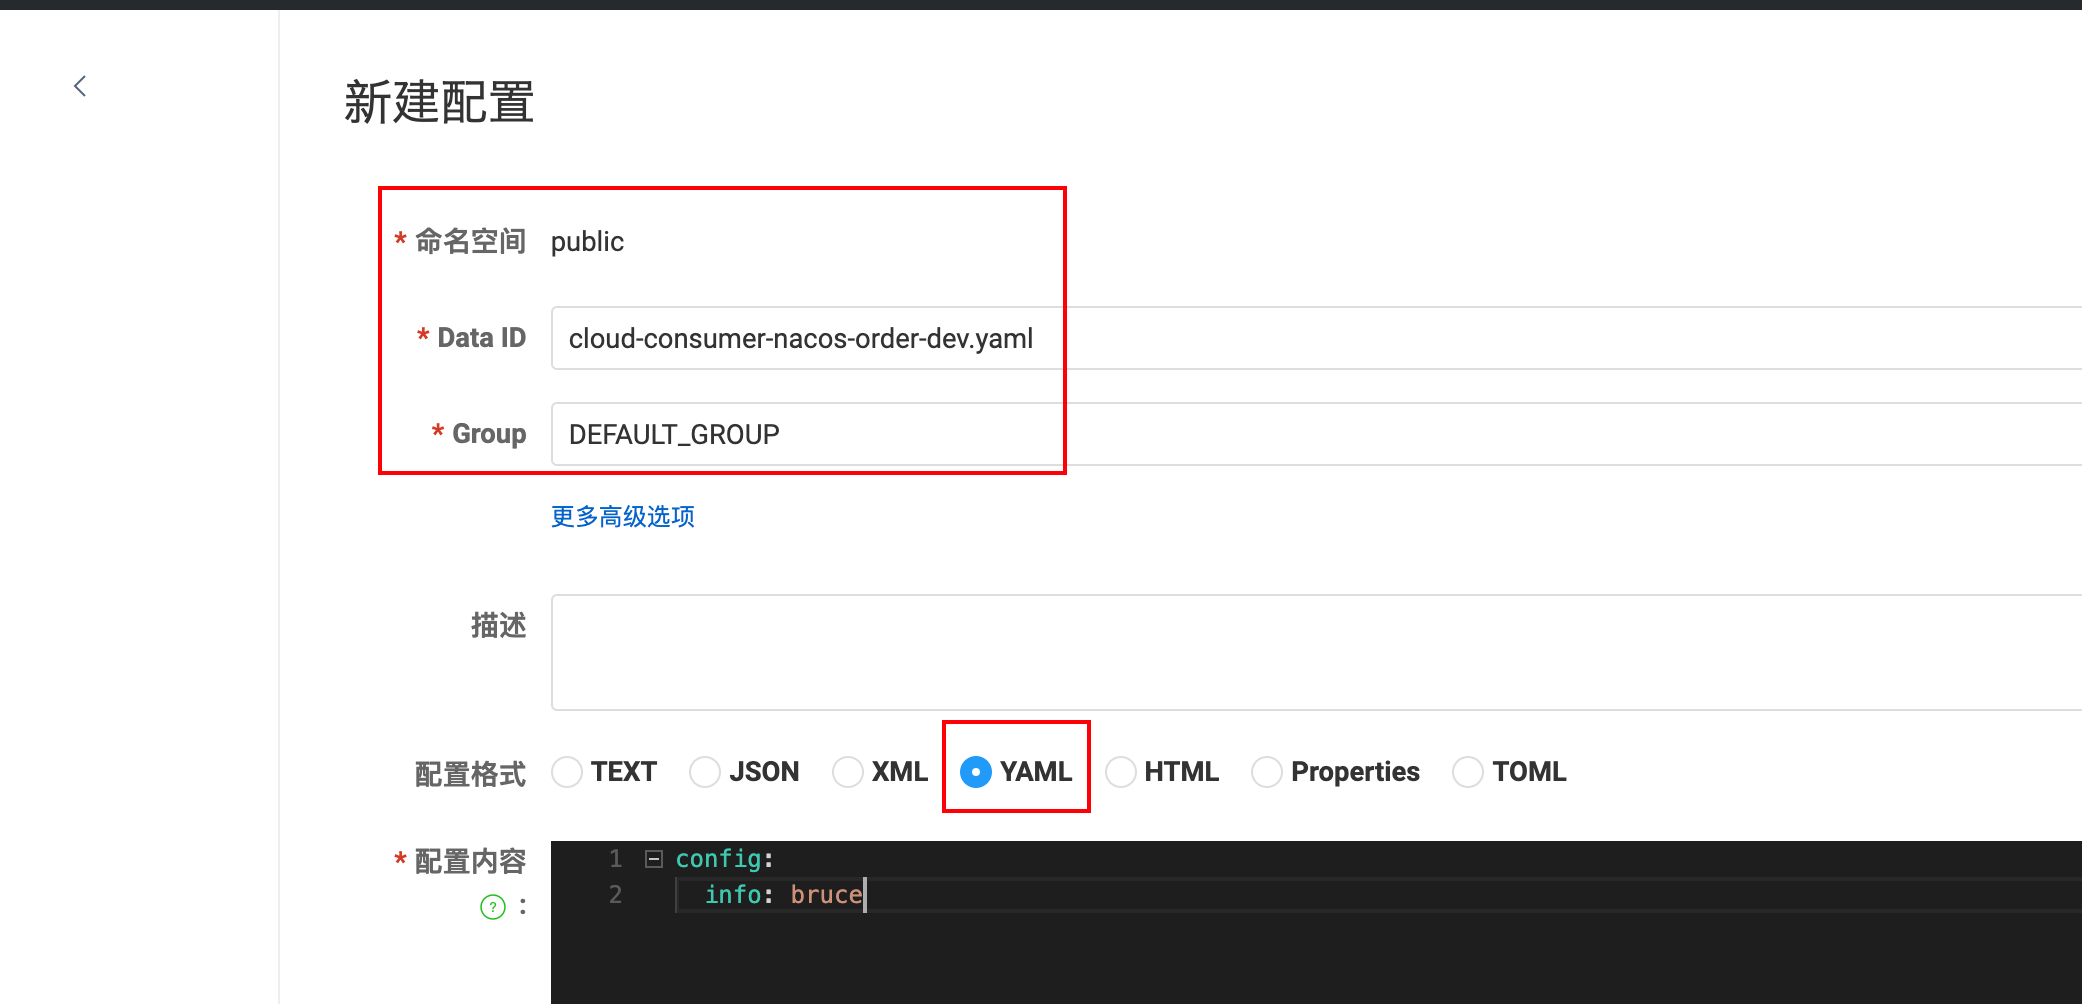 新建配置
* 命名空间 public
* Data ID cloud-consumer-nacos-order-dev.yaml
* Group DEFAULT_GROUP
更多高级选项
描述
配置格式 TEXT JSON XML YAML HTML Properties TOML
* 配置内容
? :
1 config:
2 info: bruce